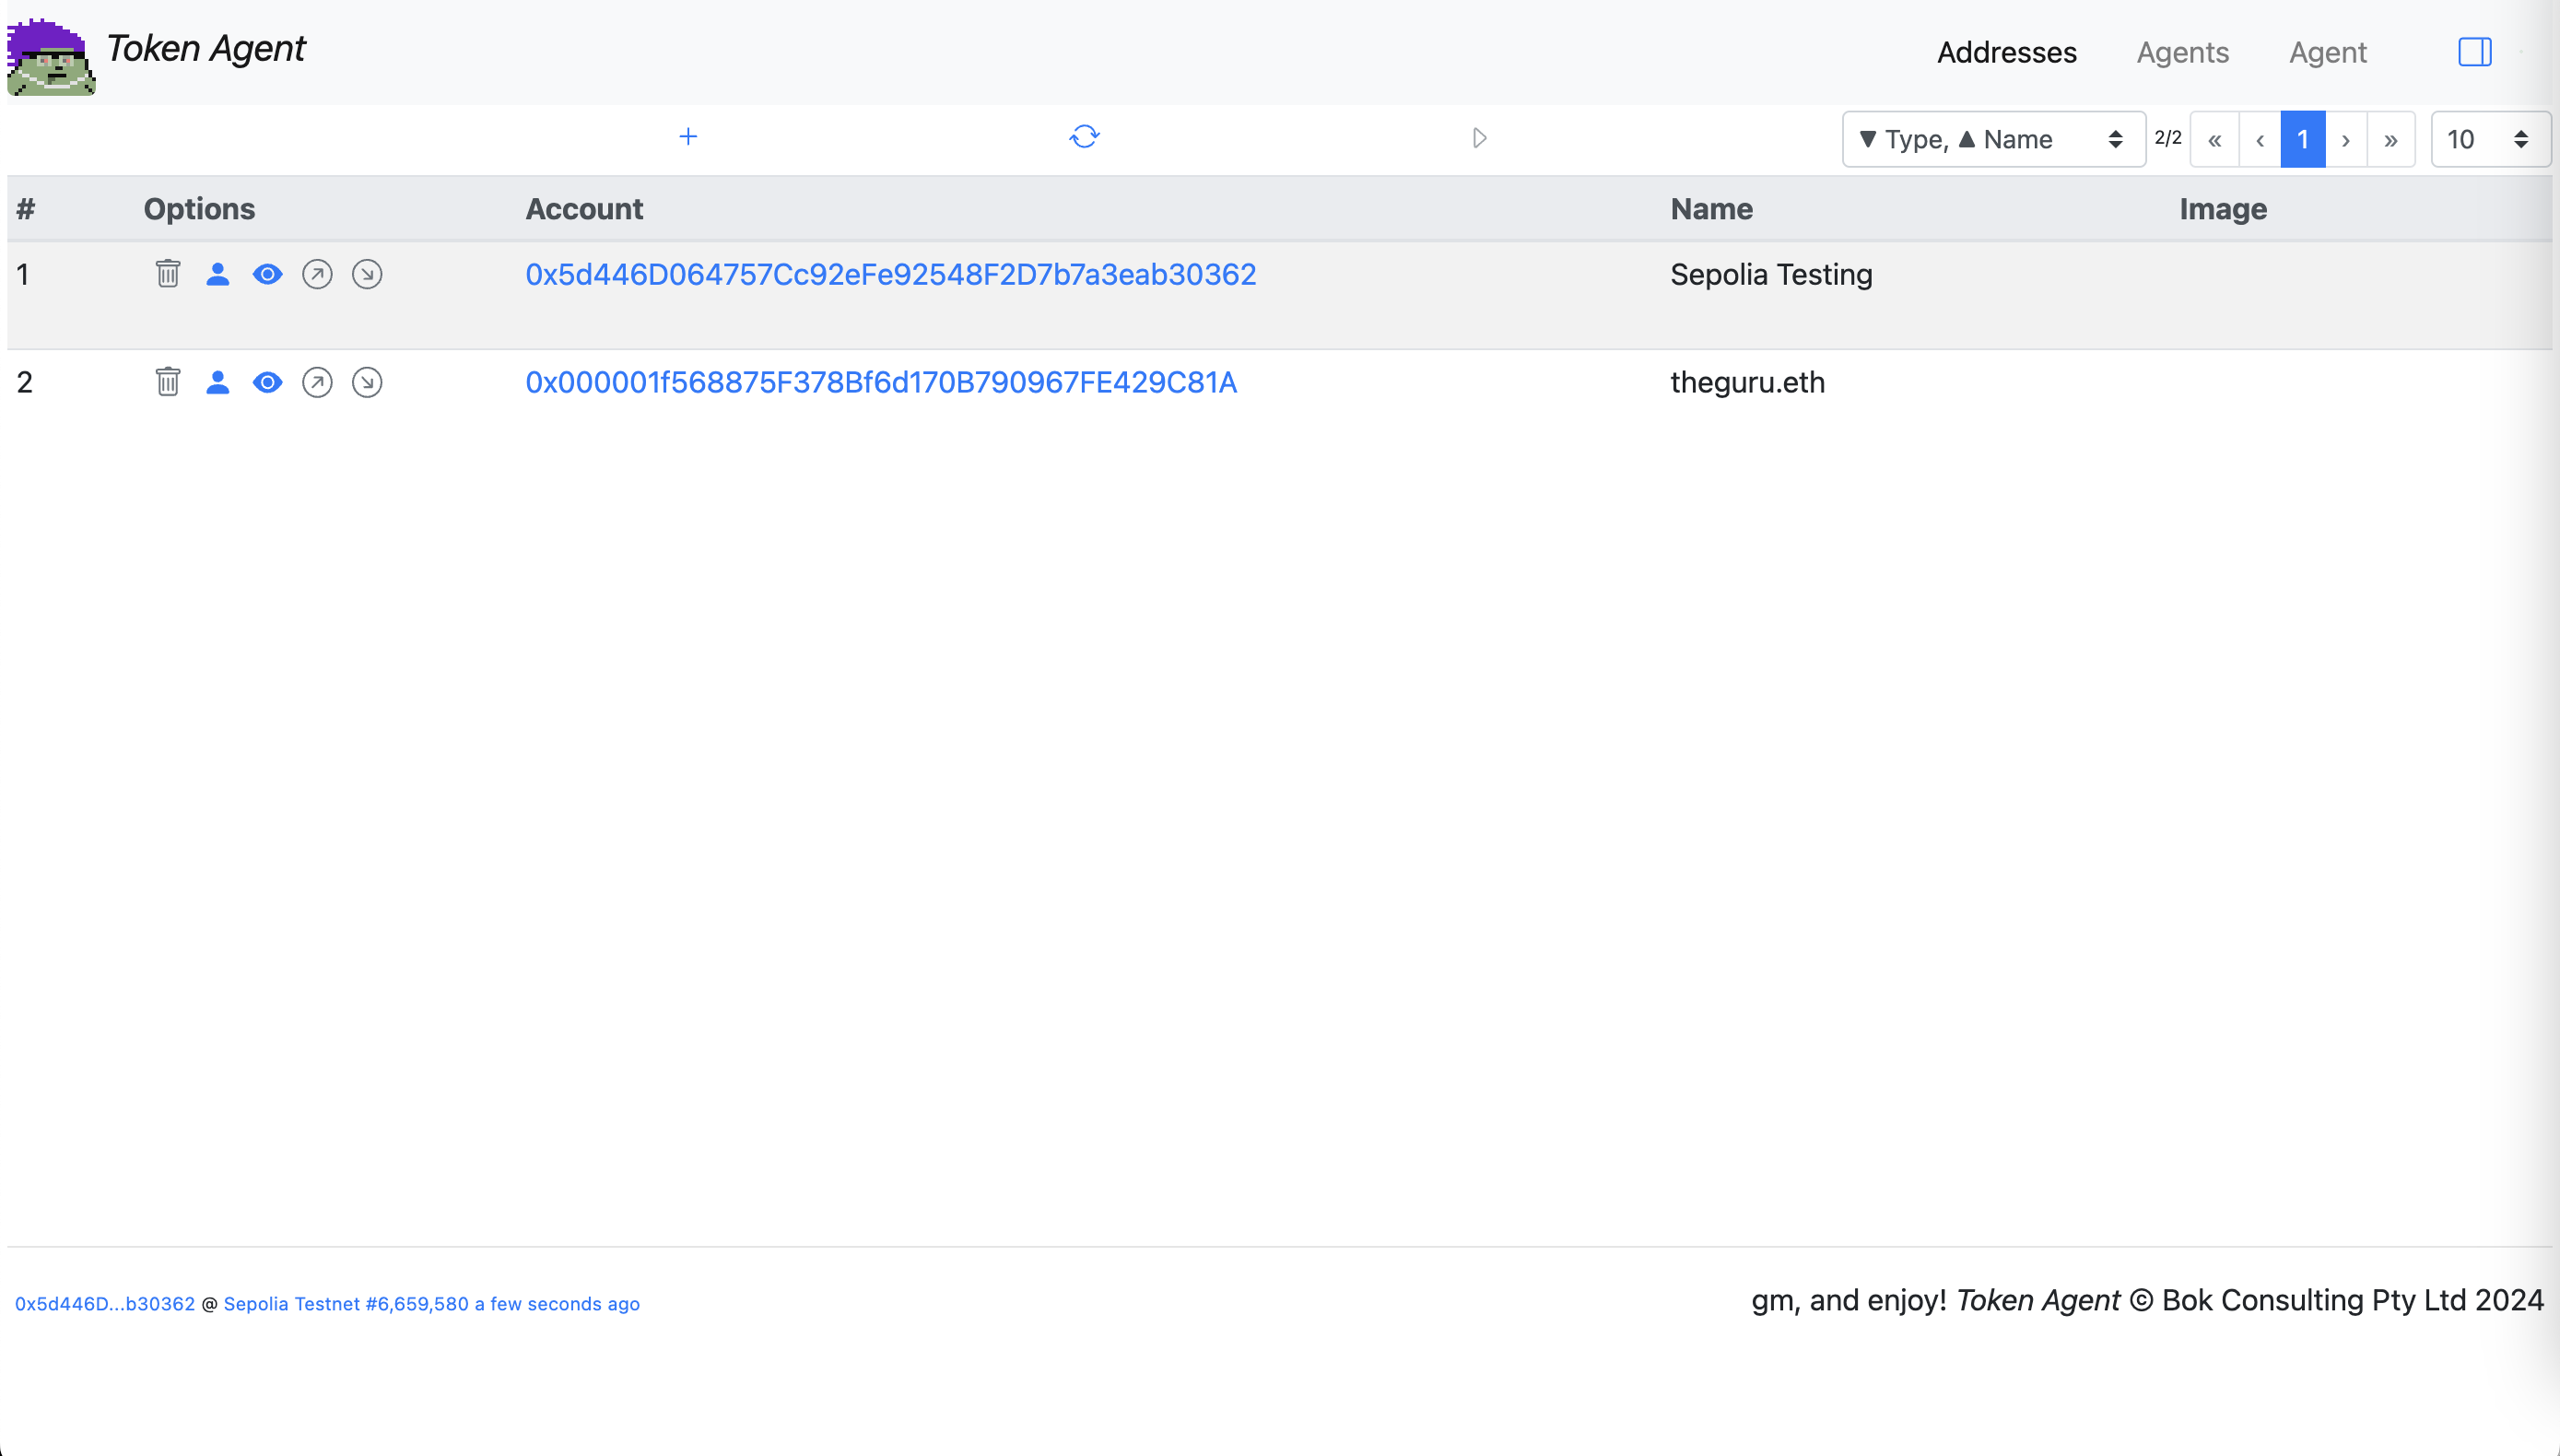 Token Agent
Addresses Agents Agent
+ ▼ Type, ▲ Name 2/2 « ‹ 1 › » 10
# Options Account Name Image
1 0x5d446D064757Cc92eFe92548F2D7b7a3eab30362 Sepolia Testing
2 0x000001f568875F378Bf6d170B790967FE429C81A theguru.eth
0x5d446D...b30362 @ Sepolia Testnet #6,659,580 a few seconds ago
gm, and enjoy! Token Agent © Bok Consulting Pty Ltd 2024